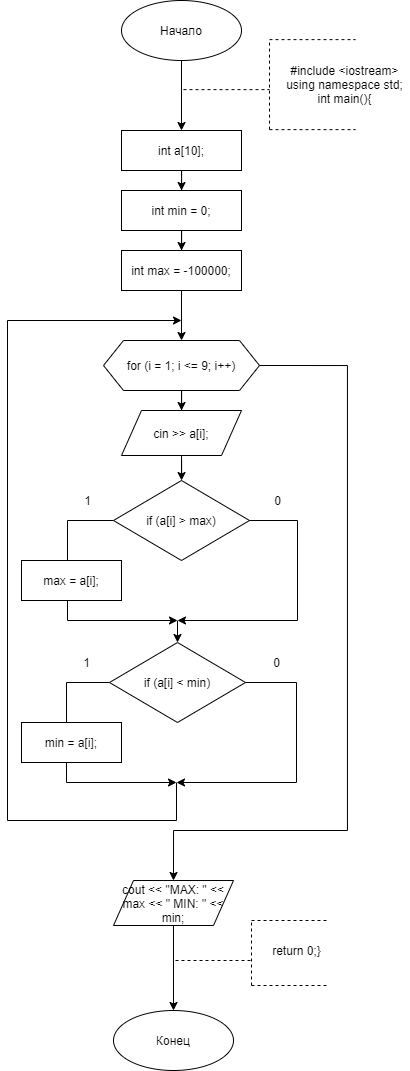 Начало
#include <iostream>
using namespace std;
int main(){
int a[10];
int min = 0;
int max = -100000;
for (i = 1; i <= 9; i++)
cin >> a[i];
1
0
if (a[i] > max)
max = a[i];
1
0
if (a[i] < min)
min = a[i];
cout << "MAX: " <<
max << " MIN: " <<
min;
return 0;}
Конец